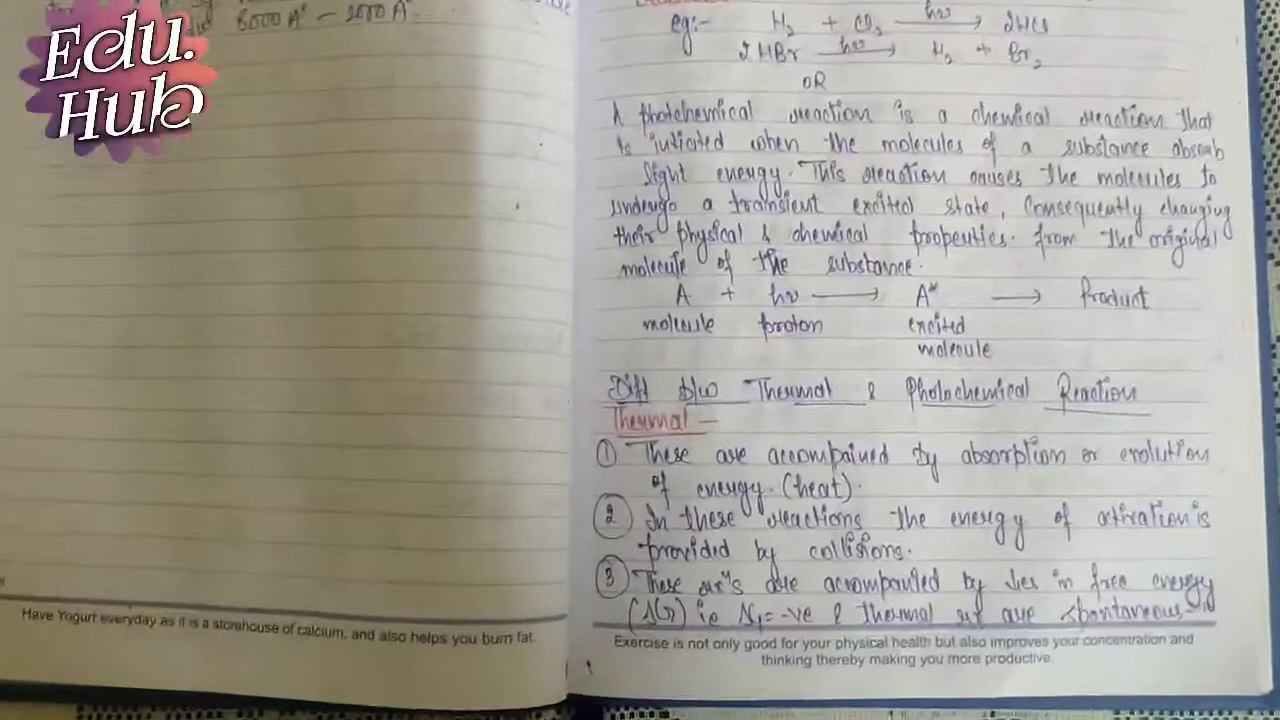 8000 A° – 2000 A°
Edu.
Hub
Have Yogurt everyday as it is a storehouse of calcium, and also helps you burn fat.
eg:- H2 + Cl2 hν → 2HCl
2 HBr hν → H2 + Br2
OR
A photchemical reaction is a chemical reaction that
is initiated when the molecules of a substance absorb
light energy. This reaction causes the molecules to
undergo a transient excited state, consequently changing
their physical & chemical properties. from the original
molecule of the substance.
A + hν → A* → Product
molecule proton excited
molecule
Diff b/w Thermal & Photochemical Reaction
Thermal –
① These are accompained by absorption or evolution
of energy. (heat).
② In these reactions the energy of activation is
provided by collisions.
③ These rxn's are accompanied by in free energy
(ΔG) ie = -ve & thermal are spontaneous
Exercise is not only good for your physical health but also improves your concentration and
thinking thereby making you more productive.